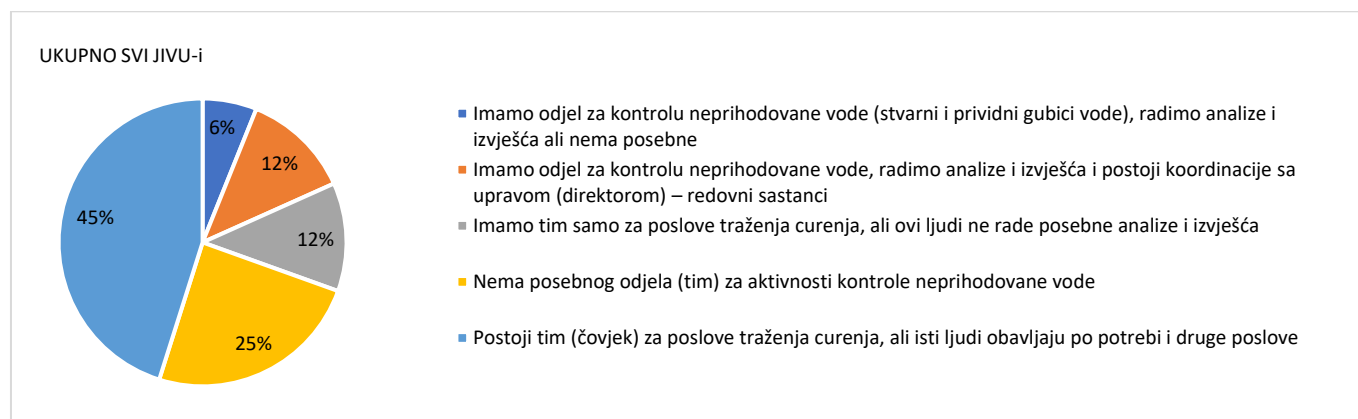 UKUPNO SVI JIVU-i
6%
12%
12%
25%
45%
Imamo odjel za kontrolu neprihodovane vode (stvarni i prividni gubici vode), radimo analize i
izvješća ali nema posebne
Imamo odjel za kontrolu neprihodovane vode, radimo analize i izvješća i postoji koordinacije sa
upravom (direktorom) – redovni sastanci
Imamo tim samo za poslove traženja curenja, ali ovi ljudi ne rade posebne analize i izvješća
Nema posebnog odjela (tim) za aktivnosti kontrole neprihodovane vode
Postoji tim (čovjek) za poslove traženja curenja, ali isti ljudi obavljaju po potrebi i druge poslove